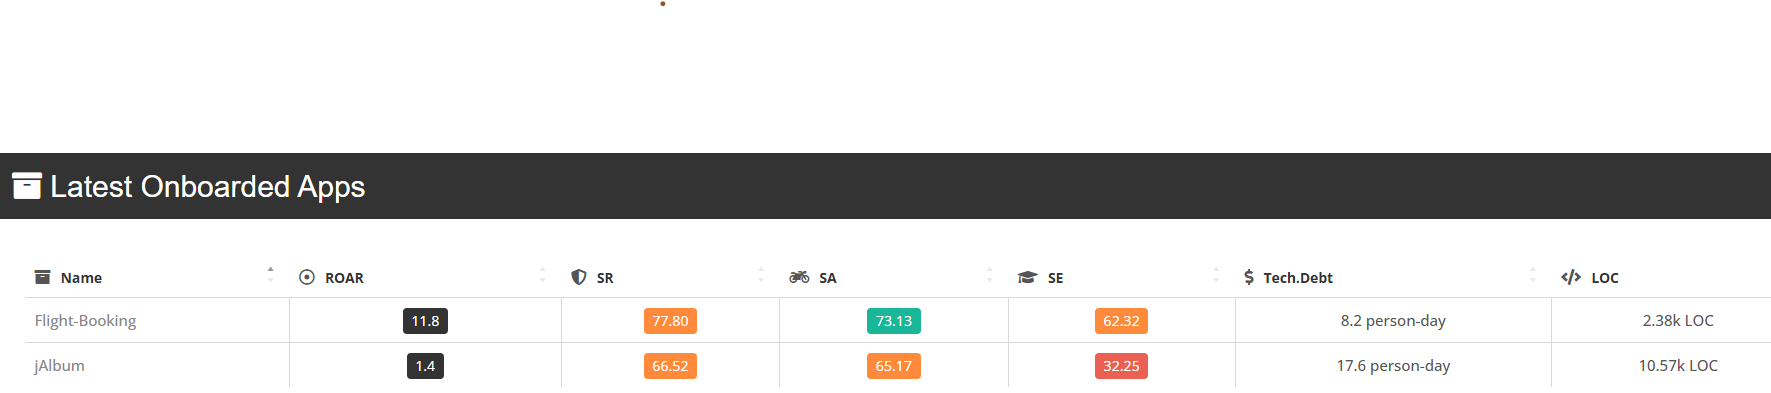 Latest Onboarded Apps
Name ROAR SR SA SE Tech.Debt LOC
Flight-Booking 11.8 77.80 73.13 62.32 8.2 person-day 2.38k LOC
jAlbum 1.4 66.52 65.17 32.25 17.6 person-day 10.57k LOC